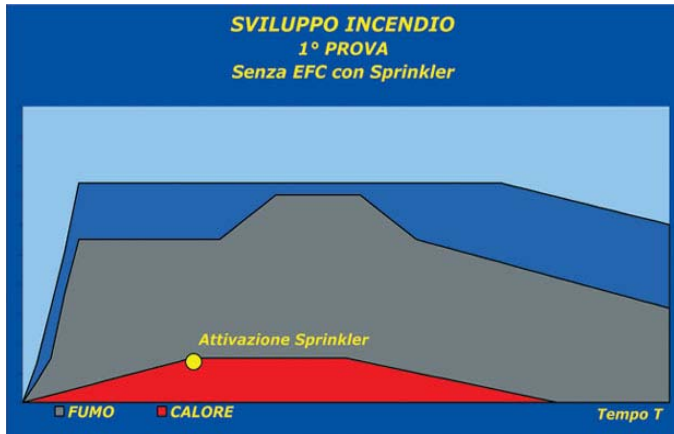 SVILUPPO INCENDIO
1° PROVA
Senza EFC con Sprinkler
Attivazione Sprinkler
FUMO CALORE Tempo T